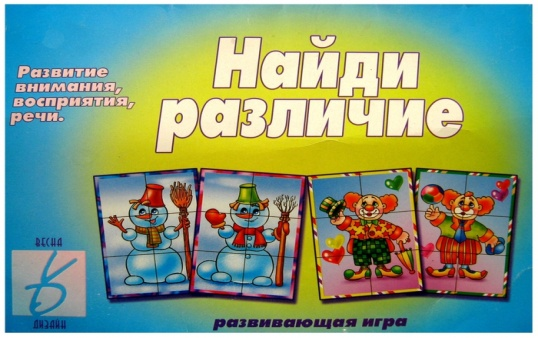 Найди
различие
Развитие
внимания,
восприятия,
речи.
ВЕСНА
ДИЗАЙН
развивающая игра